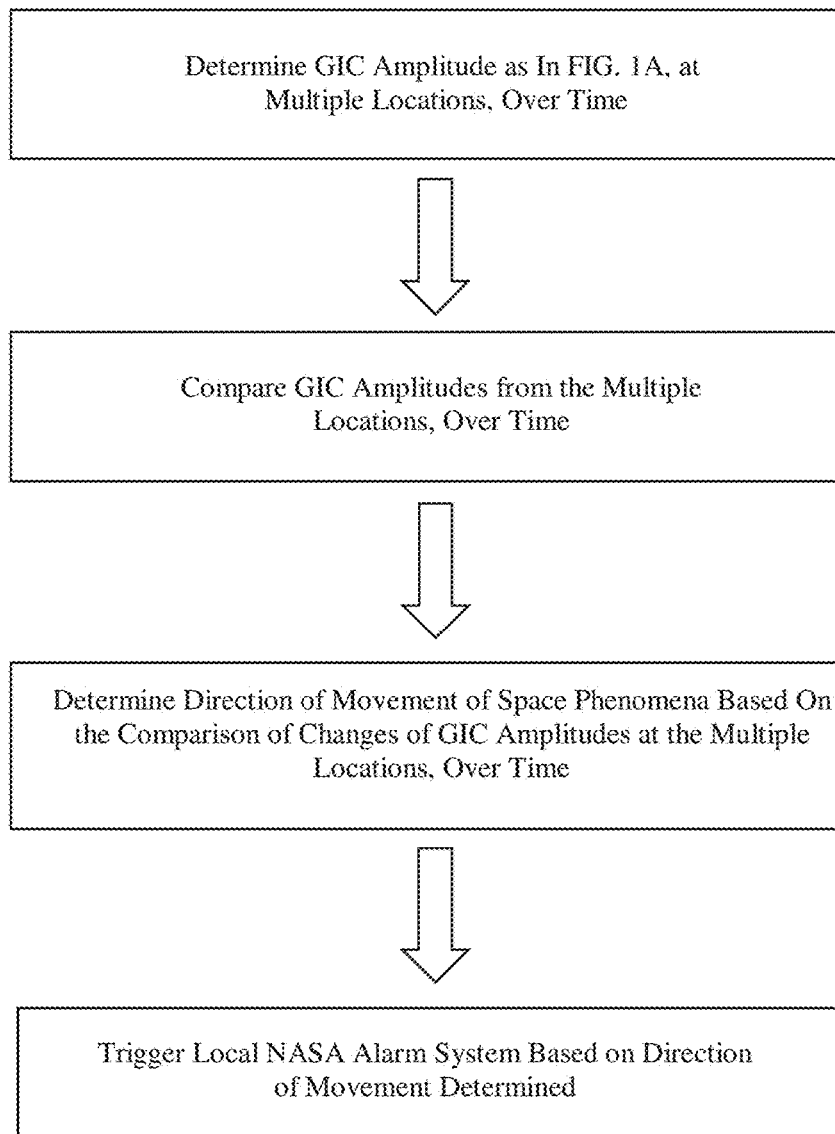 Determine GIC Amplitude as In FIG. 1A, at
Multiple Locations, Over Time
Compare GIC Amplitudes from the Multiple
Locations, Over Time
Determine Direction of Movement of Space Phenomena Based On
the Comparison of Changes of GIC Amplitudes at the Multiple
Locations, Over Time
Trigger Local NASA Alarm System Based on Direction
of Movement Determined